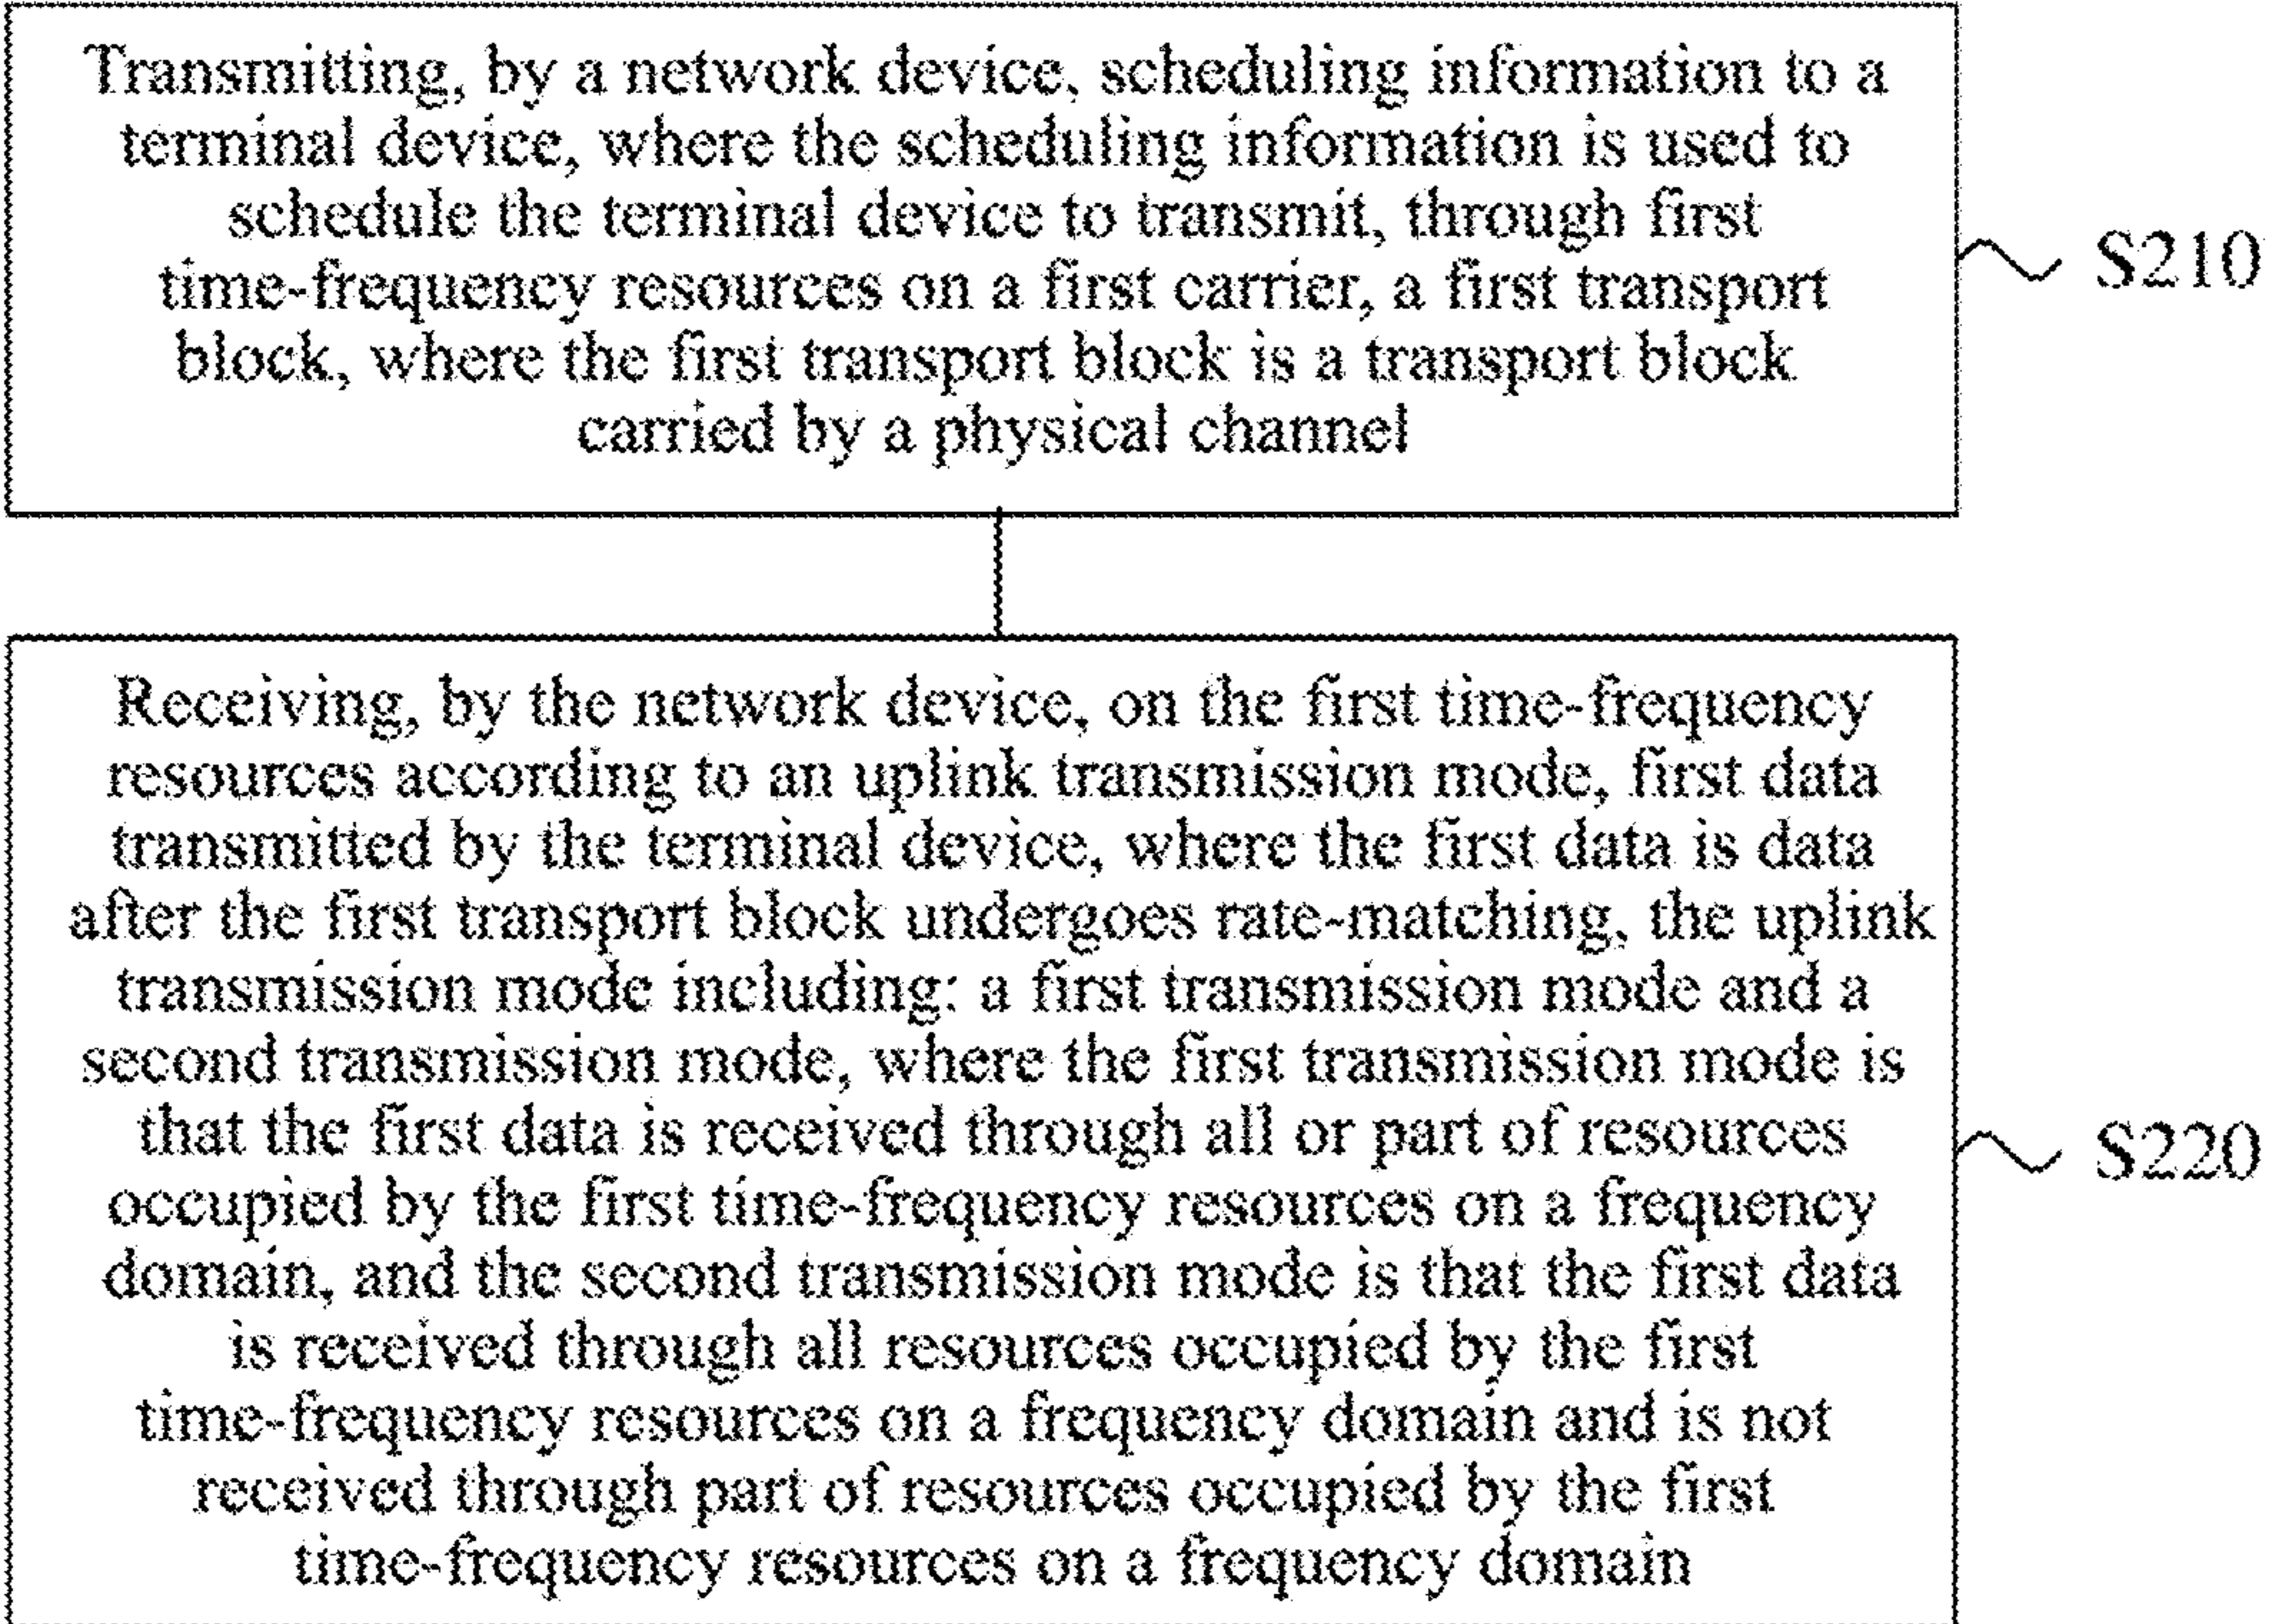 Transmitting, by a network device, scheduling information to a
terminal device, where the scheduling information is used to
schedule the terminal device to transmit, through first
time-frequency resources on a first carrier, a first transport
block, where the first transport block is a transport block
carried by a physical channel
S210
Receiving, by the network device, on the first time-frequency
resources according to an uplink transmission mode, first data
transmitted by the terminal device, where the first data is data
after the first transport block undergoes rate-matching, the uplink
transmission mode including: a first transmission mode and a
second transmission mode, where the first transmission mode is
that the first data is received through all or part of resources
occupied by the first time-frequency resources on a frequency
domain, and the second transmission mode is that the first data
is received through all resources occupied by the first
time-frequency resources on a frequency domain and is not
received through part of resources occupied by the first
time-frequency resources on a frequency domain
S220